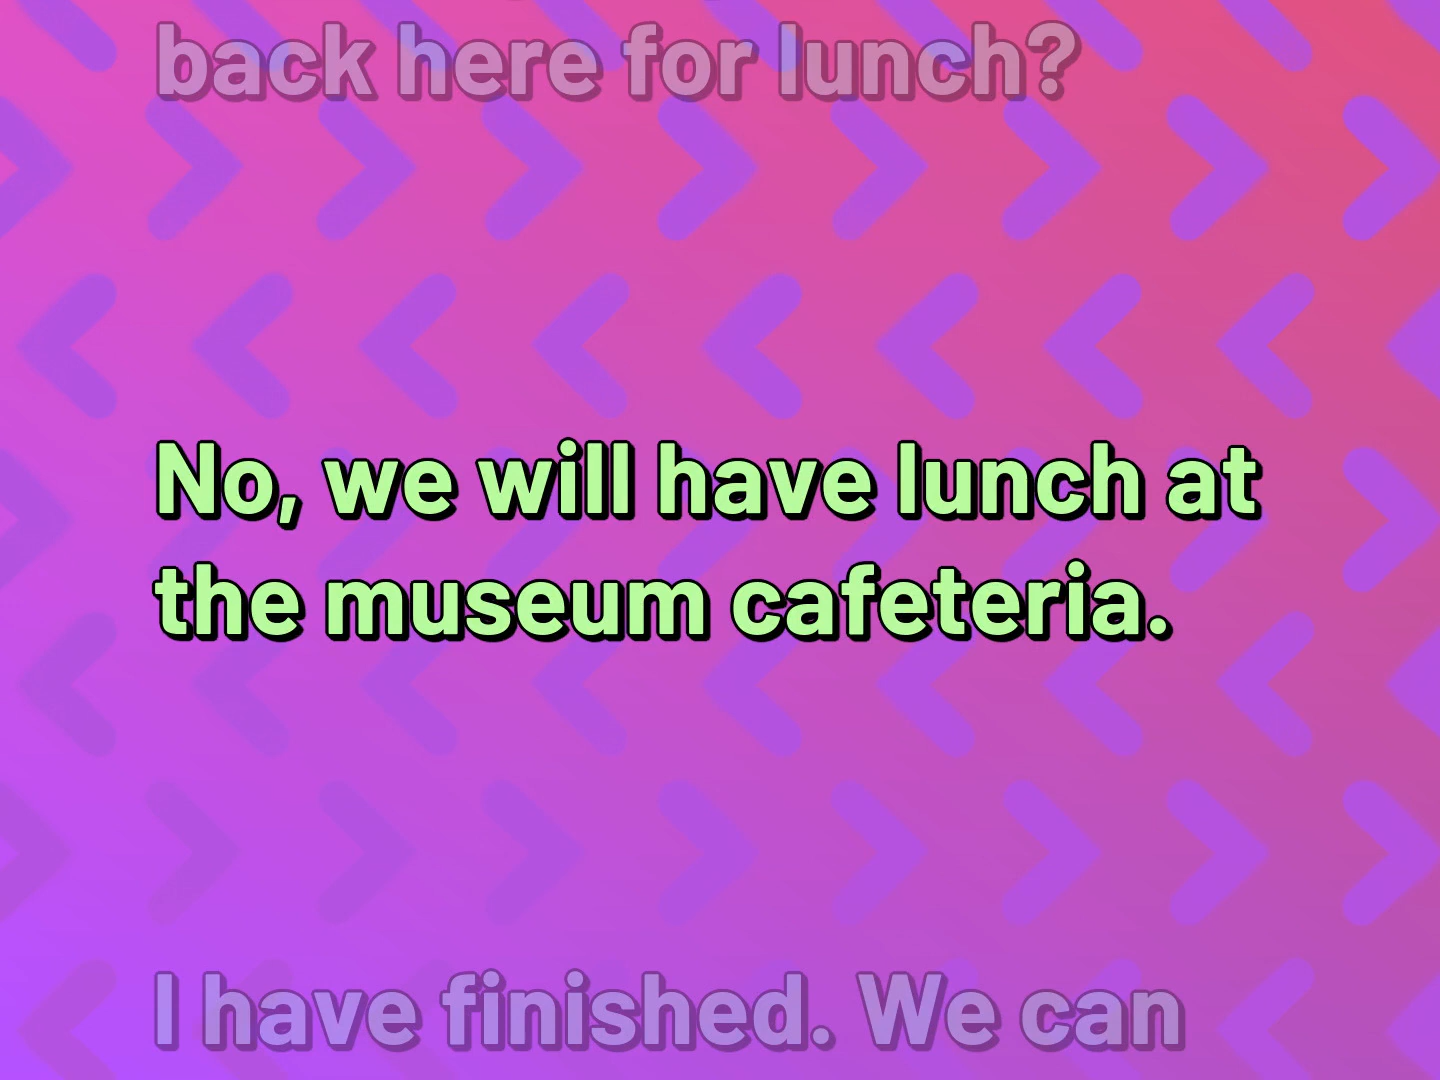 back here for lunch?
No, we will have lunch at
the museum cafeteria.
I have finished. We can